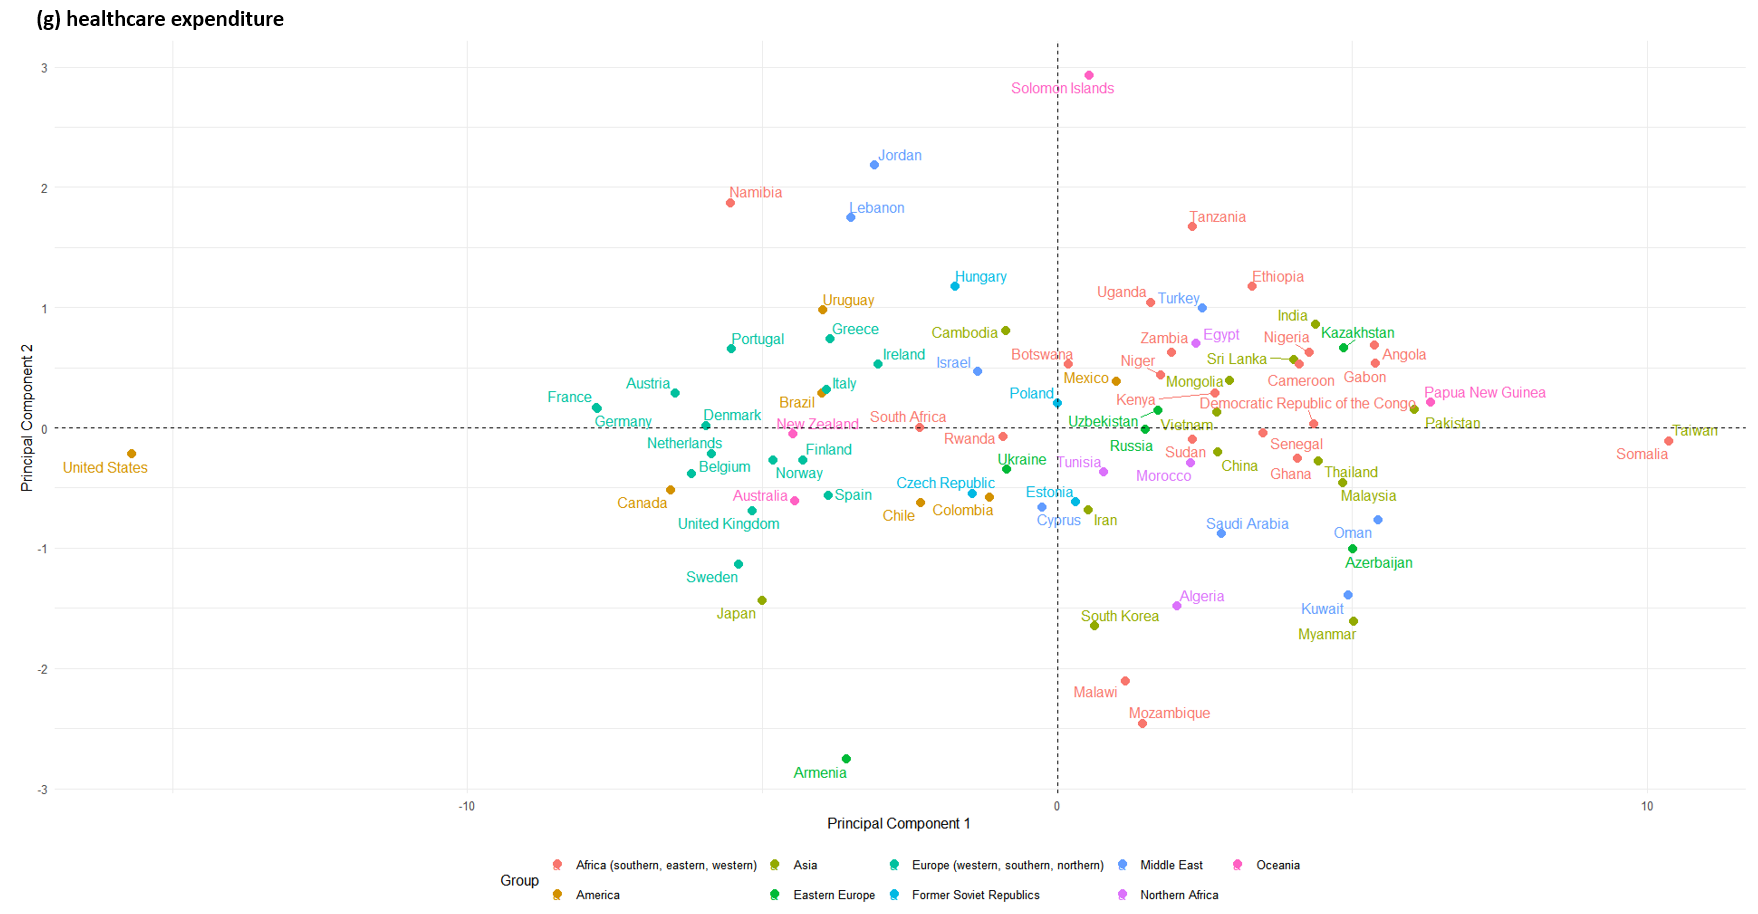 (g) healthcare expenditure
3
Solomon Islands
Jordan
2
Namibia
Lebanon
Tanzania
Hungary
Ethiopia
Uganda
Turkey
Uruguay
1
India
Greece
Cambodia
Kazakhstan
Portugal
Zambia
Egypt
Nigeria
Ireland
Botswana
Angola
Israel
Niger
Sri Lanka
Gabon
Mexico
Mongolia
Cameroon
Austria
Italy
Poland
Papua New Guinea
France
Brazil
Kenya
Democratic Republic of the Congo
Denmark
South Africa
Germany
New Zealand
Uzbekistan
Vietnam
Pakistan
0
Taiwan
Netherlands
Rwanda
Russia
Senegal
Finland
Sudan
Somalia
United States
Belgium
Norway
Ukraine
Tunisia
Morocco
China
Ghana
Thailand
Canada
Australia
Spain
Czech Republic
Estonia
Malaysia
United Kingdom
Chile
Colombia
Cyprus
Iran
Saudi Arabia
Oman
-1
Azerbaijan
Sweden
Japan
Algeria
Kuwait
South Korea
Myanmar
-2
Malawi
Mozambique
Armenia
-3
Principal Component 2
-10
0
10
Principal Component 1
Group
Africa (southern, eastern, western)
Asia
Europe (western, southern, northern)
Middle East
Oceania
America
Eastern Europe
Former Soviet Republics
Northern Africa